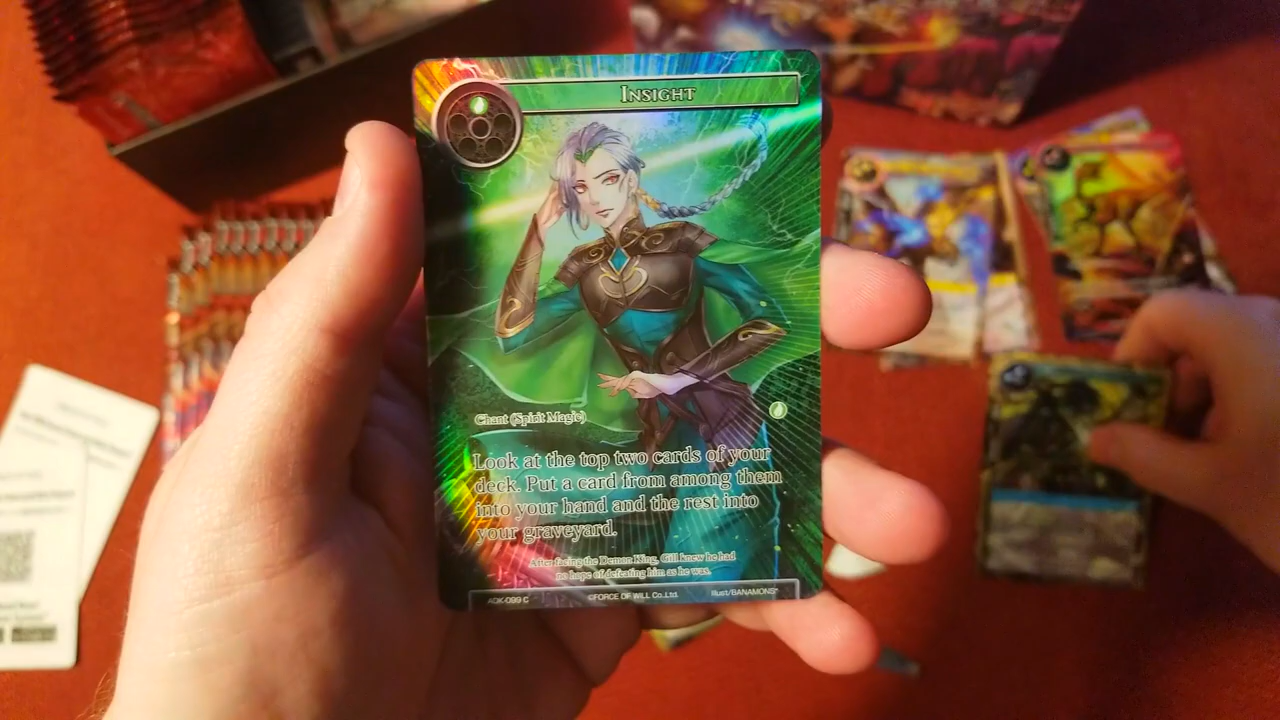 INSIGHT
Chant (Spirit Magic)
Look at the top two cards of your
deck. Put a card from among them
into your hand and the rest into
your graveyard.
After facing the Demon King, Gill knew he had
no hope of defeating him as he was.
ADK-099 C ©FORCE OF WILL Co.,Ltd. Illust/BANAMONS*